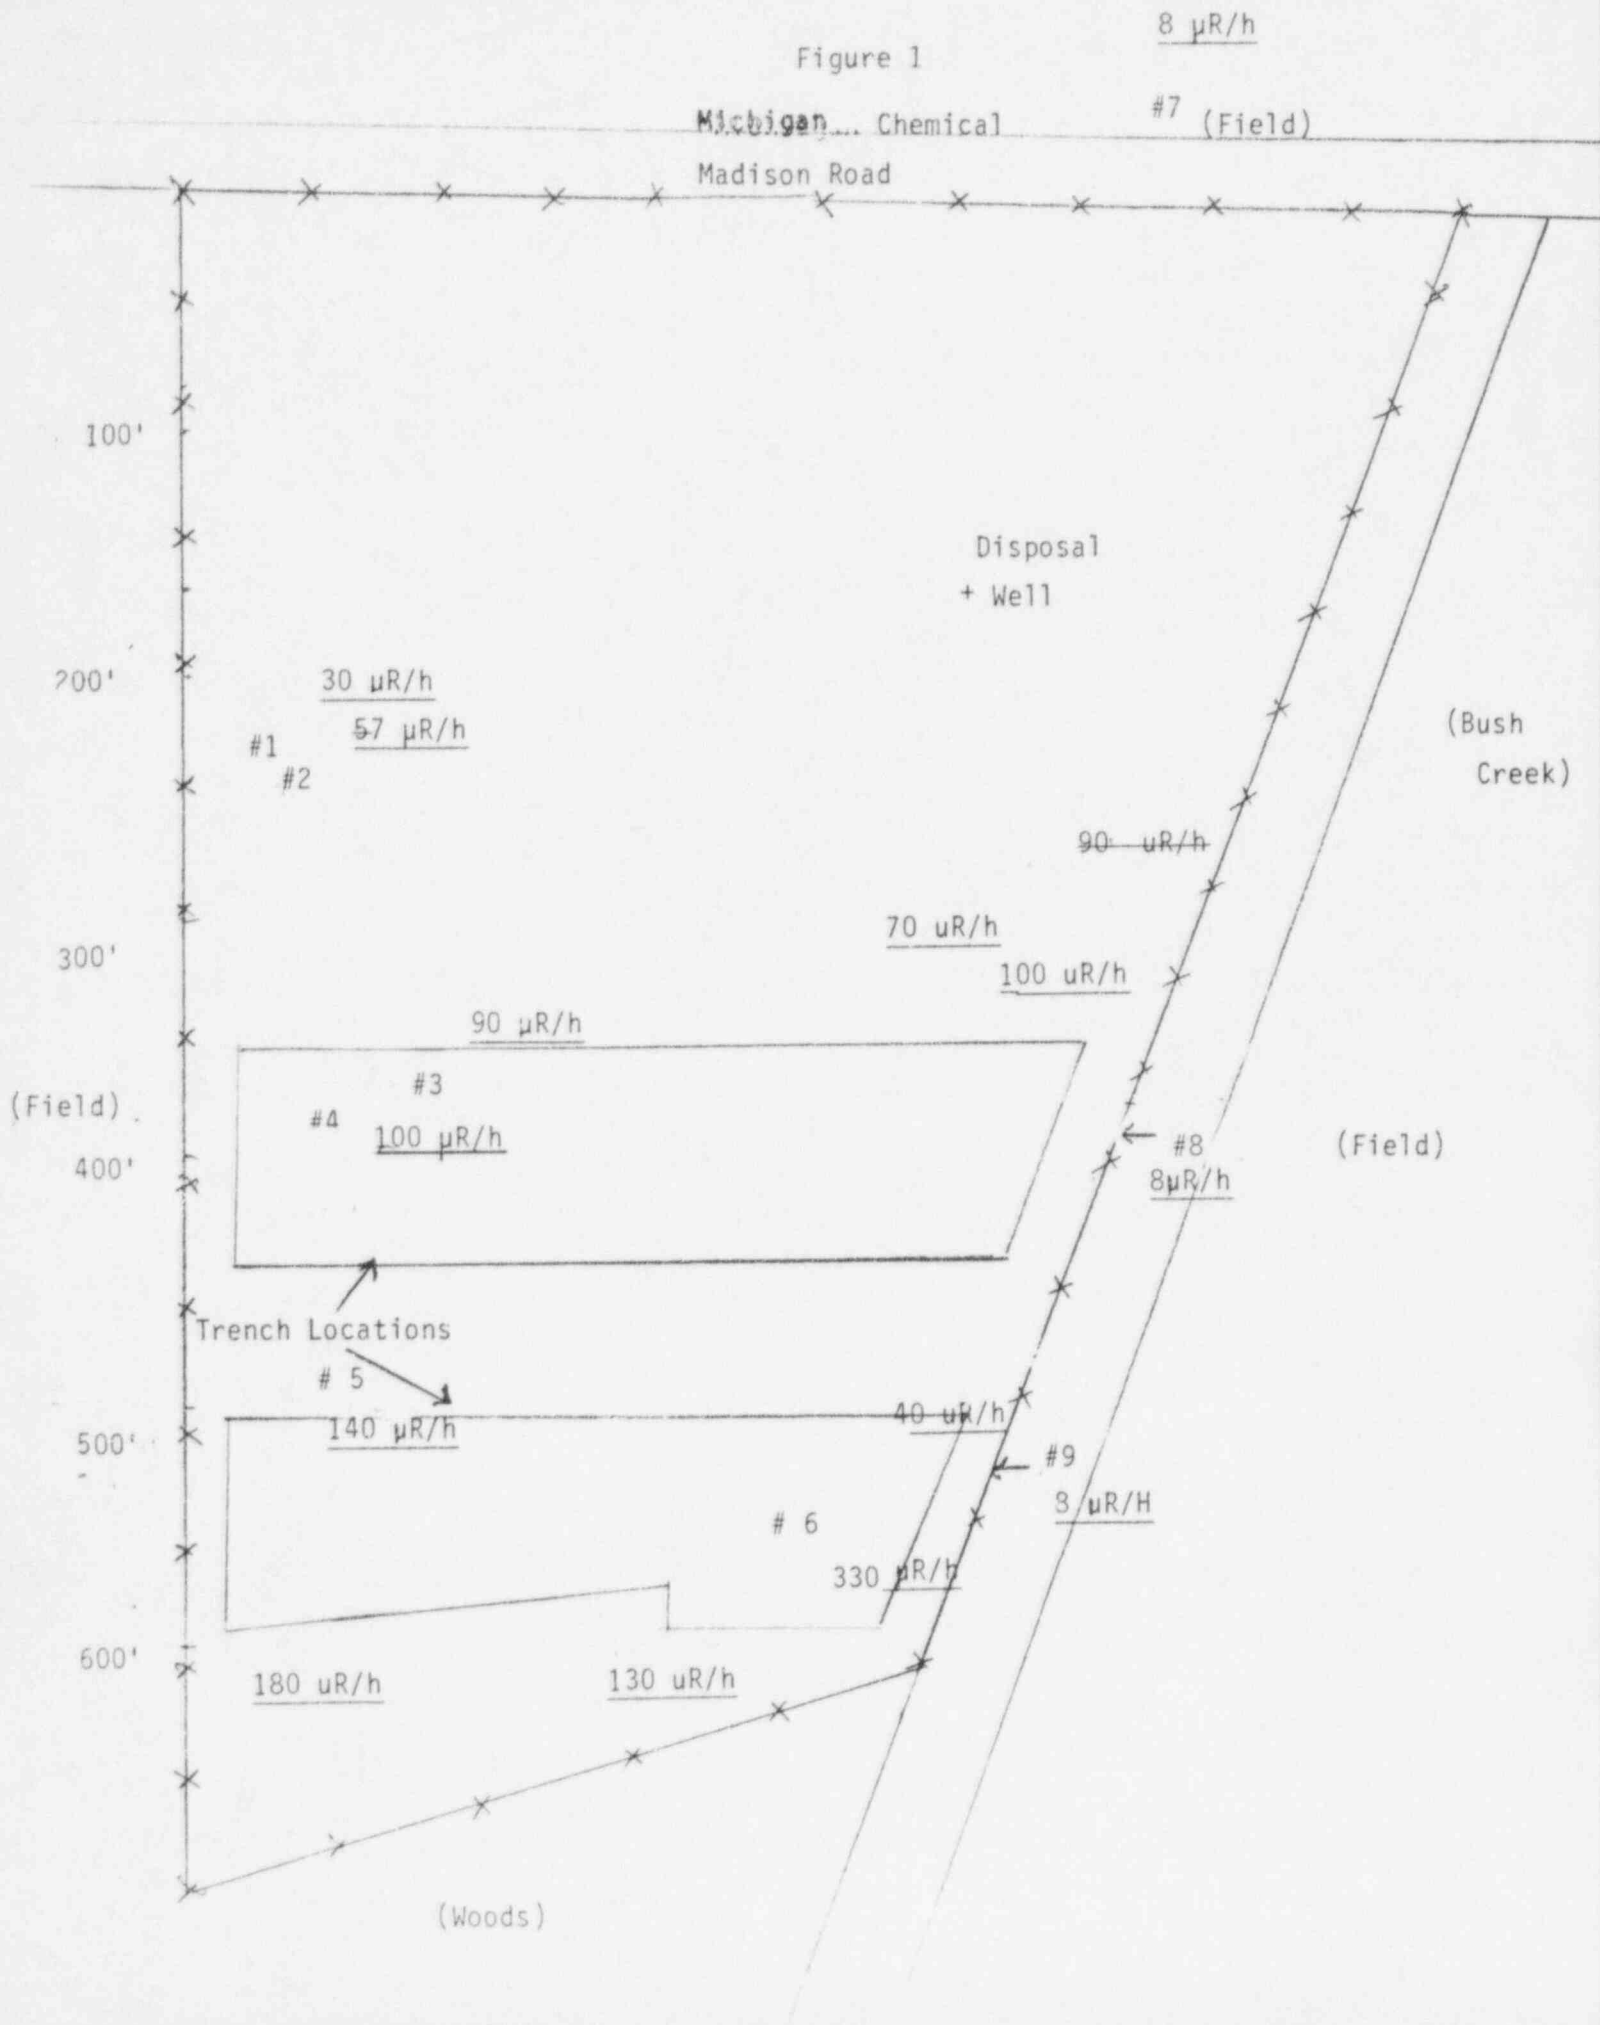 8 µR/h
Figure 1
#7 (Field)
Michigan Chemical
Madison Road
100'
Disposal
+ Well
200'
30 µR/h
57 µR/h
#1
#2
(Bush
Creek)
90 uR/h
70 uR/h
300'
100 uR/h
90 µR/h
#3
(Field)
#4
100 µR/h
#8
(Field)
400'
8µR/h
Trench Locations
# 5
40 uR/h
140 µR/h
500'
#9
µR/H
# 6
330 µR/h
600'
180 uR/h
130 uR/h
(Woods)